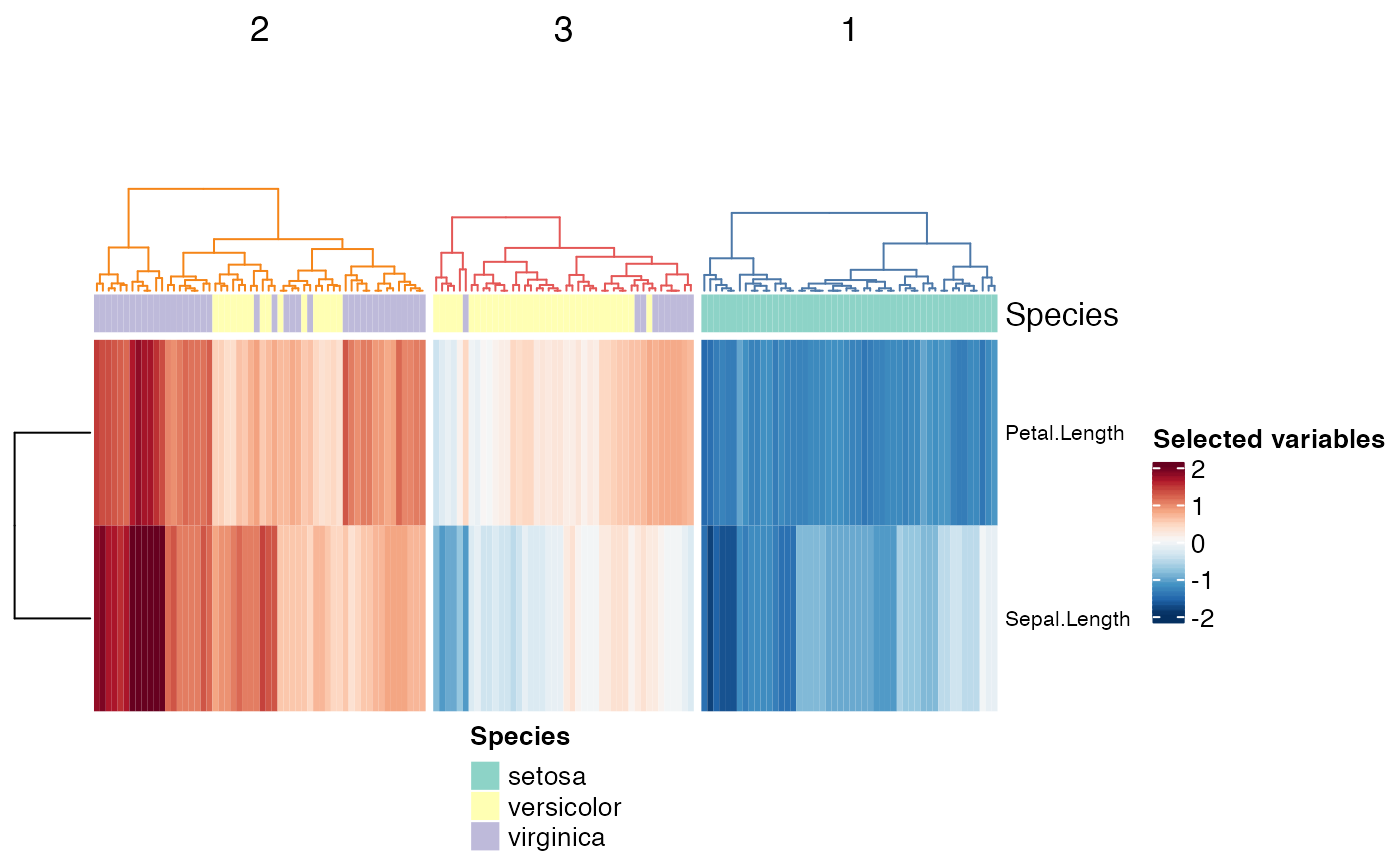 2 3 1
Species
Petal.Length
Sepal.Length
Selected variables
2
1
0
-1
-2
Species
setosa
versicolor
virginica